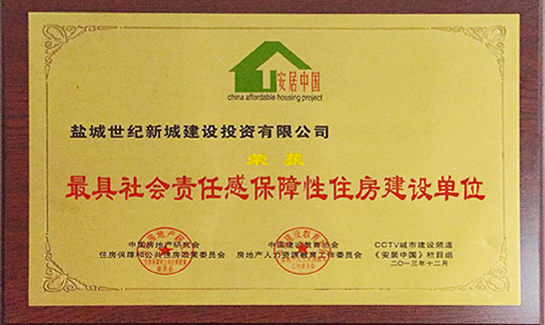 安居中国
china affordable housing project
盐城世纪新城建设投资有限公司
荣获
最具社会责任感保障性住房建设单位
中国房地产研究会
住房保障和公共住房政策委员会
中国建设教育协会
房地产人力资源教育工作委员会
CCTV城市建设频道
《安居中国》栏目组
二〇一三年十二月